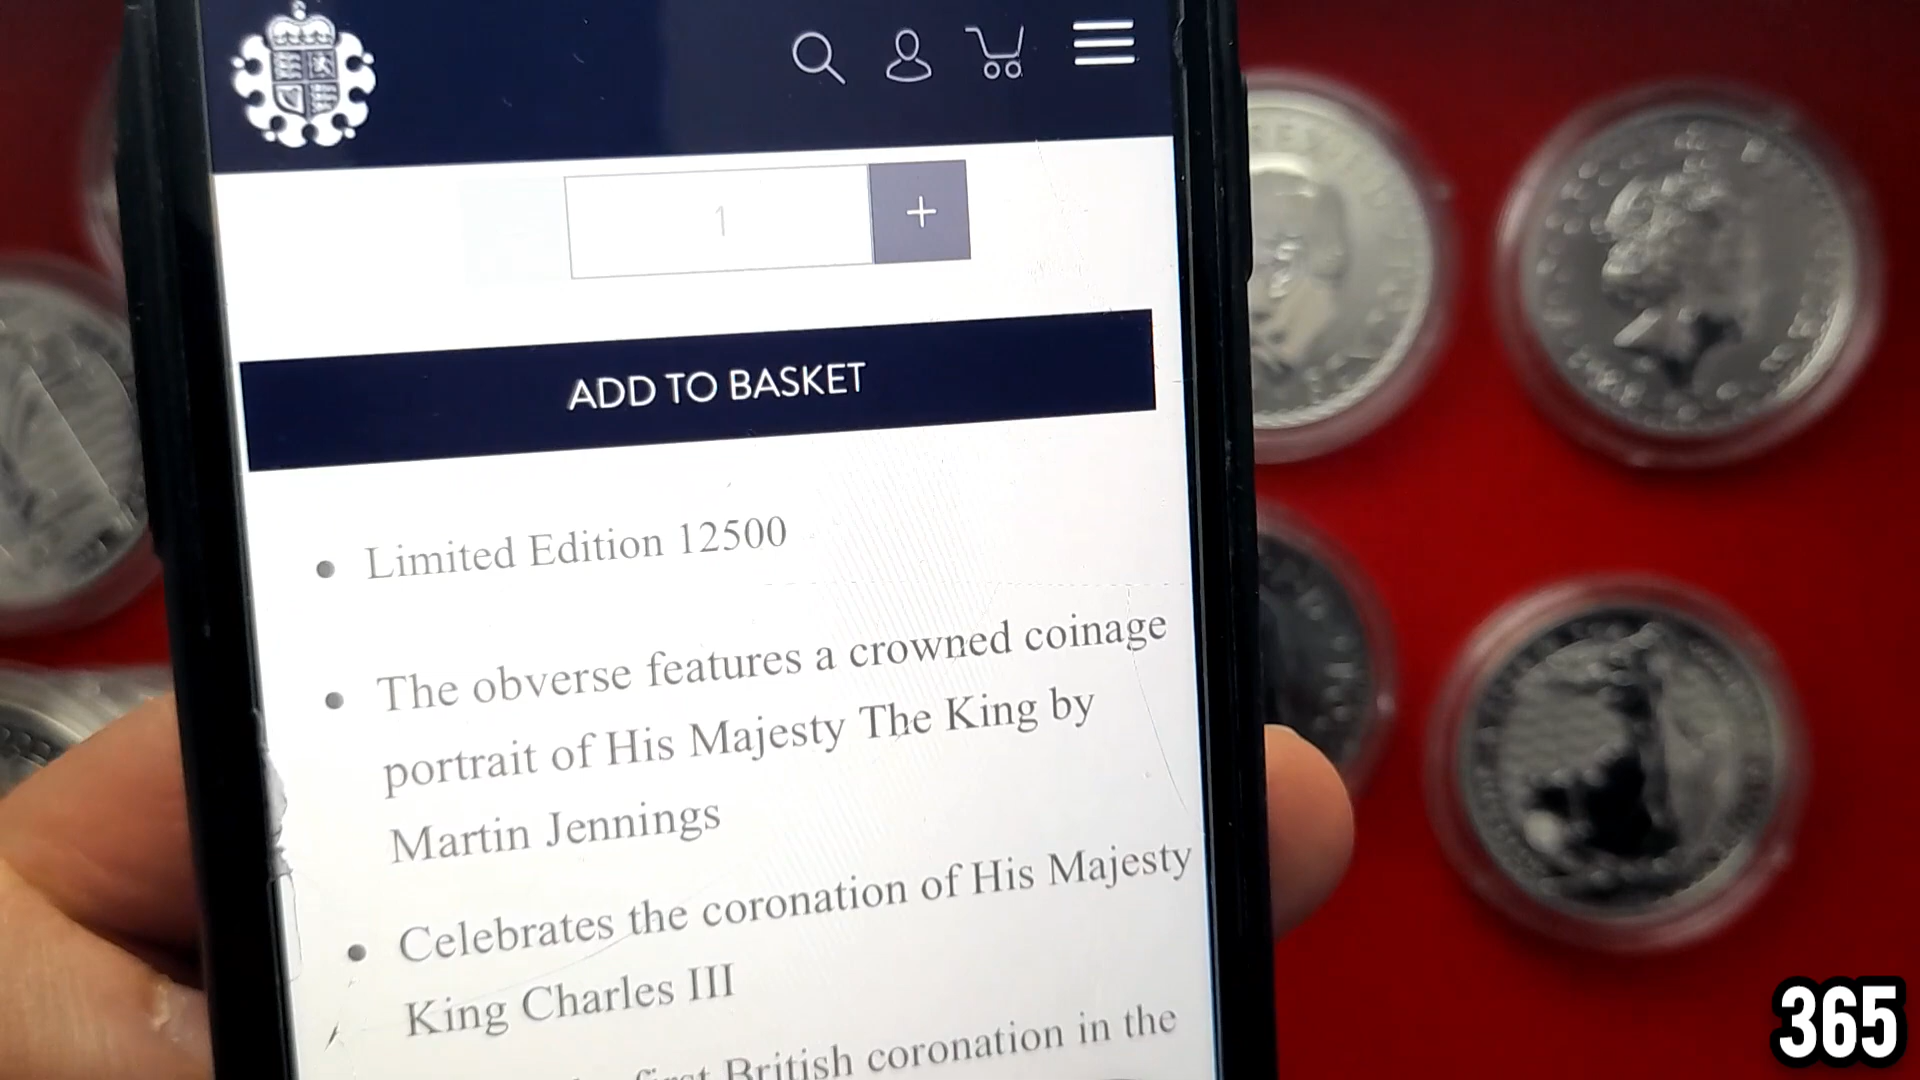 1 +
ADD TO BASKET
• Limited Edition 12500
• The obverse features a crowned coinage
portrait of His Majesty The King by
Martin Jennings
• Celebrates the coronation of His Majesty
King Charles III
first British coronation in the
365